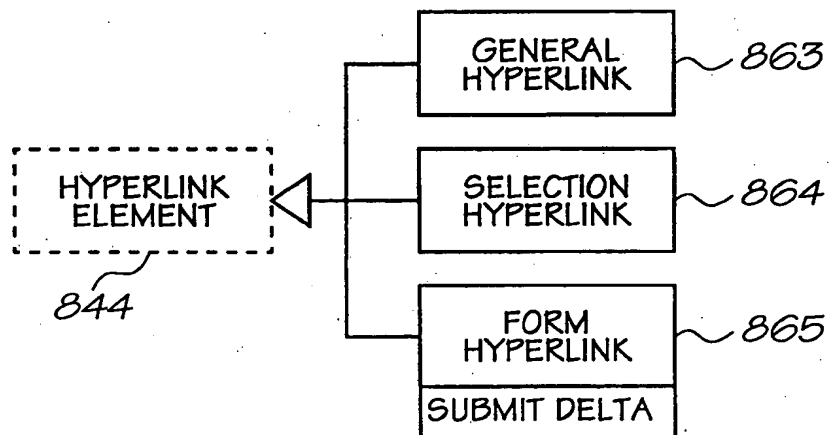 GENERAL
HYPERLINK
863
HYPERLINK
ELEMENT
844
SELECTION
HYPERLINK
864
FORM
HYPERLINK
865
SUBMIT DELTA